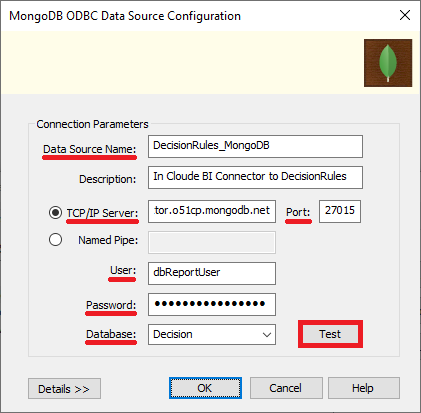 MongoDB ODBC Data Source Configuration
Connection Parameters
Data Source Name: DecisionRules_MongoDB
Description: In Cloude BI Connector to DecisionRules
TCP/IP Server: tor.o51cp.mongodb.net Port: 27015
Named Pipe:
User: dbReportUser
Password: ●●●●●●●●●●●●●●●
Database: Decision Test
Details >> OK Cancel Help